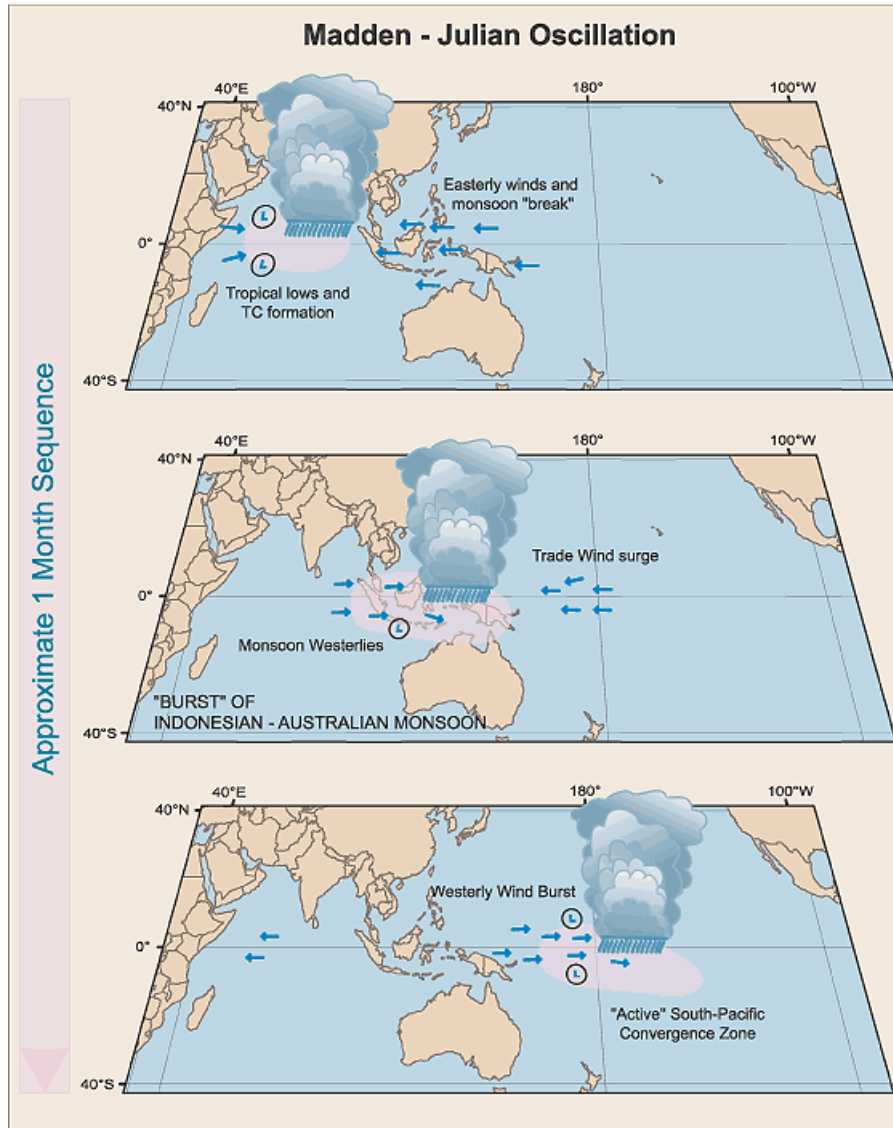 Madden - Julian Oscillation
Approximate 1 Month Sequence
40°E
180°
100°W
40°N
Easterly winds and
monsoon "break"
L
0°
L
Tropical lows and
TC formation
40°S
40°E
180°
100°W
40°N
Trade Wind surge
0°
L
Monsoon Westerlies
"BURST" OF
INDONESIAN - AUSTRALIAN MONSOON
40°S
40°E
180°
100°W
40°N
Westerly Wind Burst
L
0°
L
"Active" South-Pacific
Convergence Zone
40°S